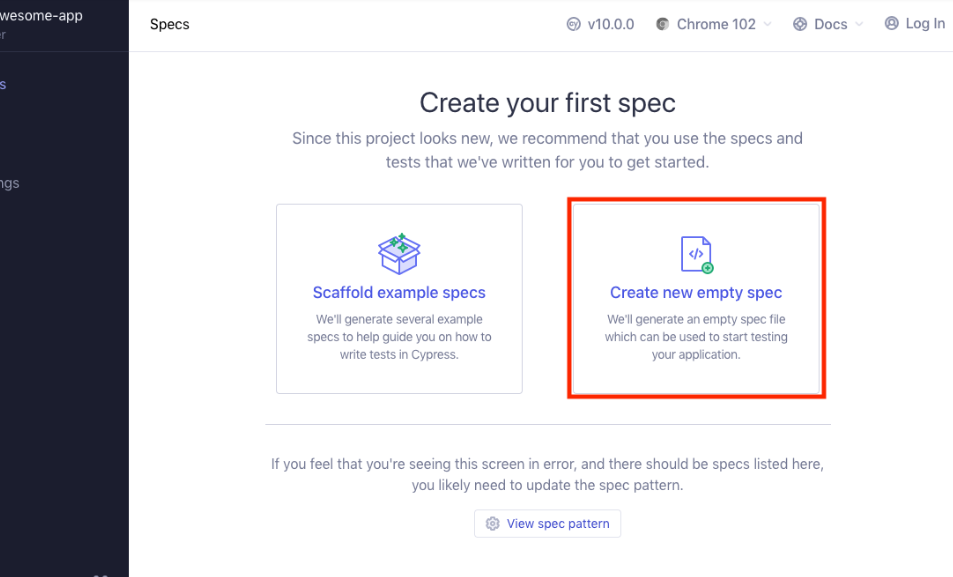 wesome-app
er
Specs
v10.0.0
Chrome 102
Docs
Log In
s
ngs
Create your first spec
Since this project looks new, we recommend that you use the specs and
tests that we've written for you to get started.
Scaffold example specs
We'll generate several example
specs to help guide you on how to
write tests in Cypress.
Create new empty spec
We'll generate an empty spec file
which can be used to start testing
your application.
If you feel that you're seeing this screen in error, and there should be specs listed here,
you likely need to update the spec pattern.
View spec pattern